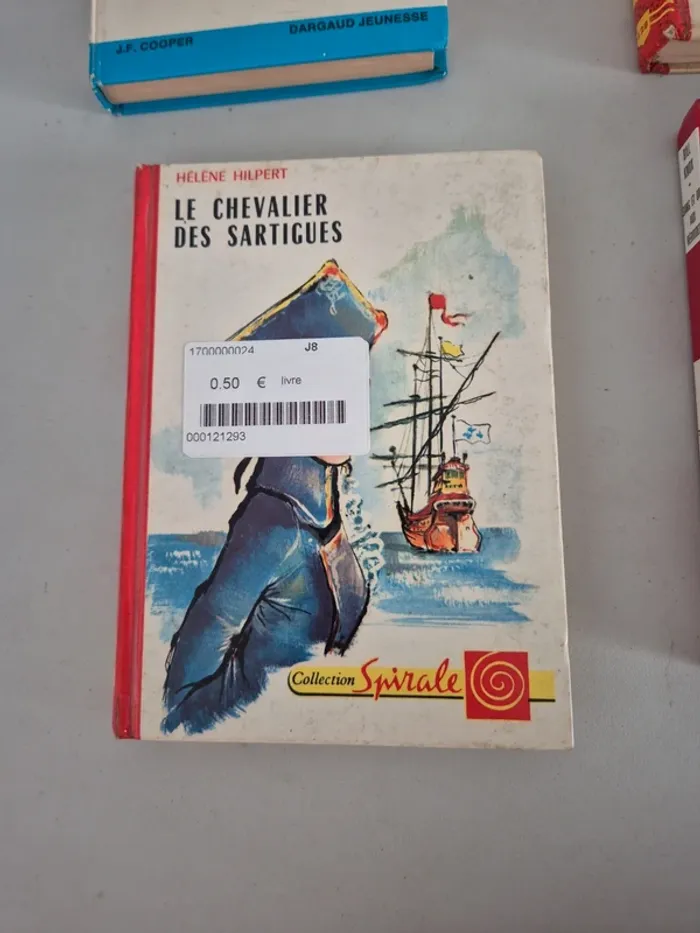 J.F. COOPER
DARGAUD JEUNESSE
HÉLÈNE HILPERT
LE CHEVALIER
DES SARTIGUES
1700000024
J8
0.50 € livre
000121293
Collection Spirale